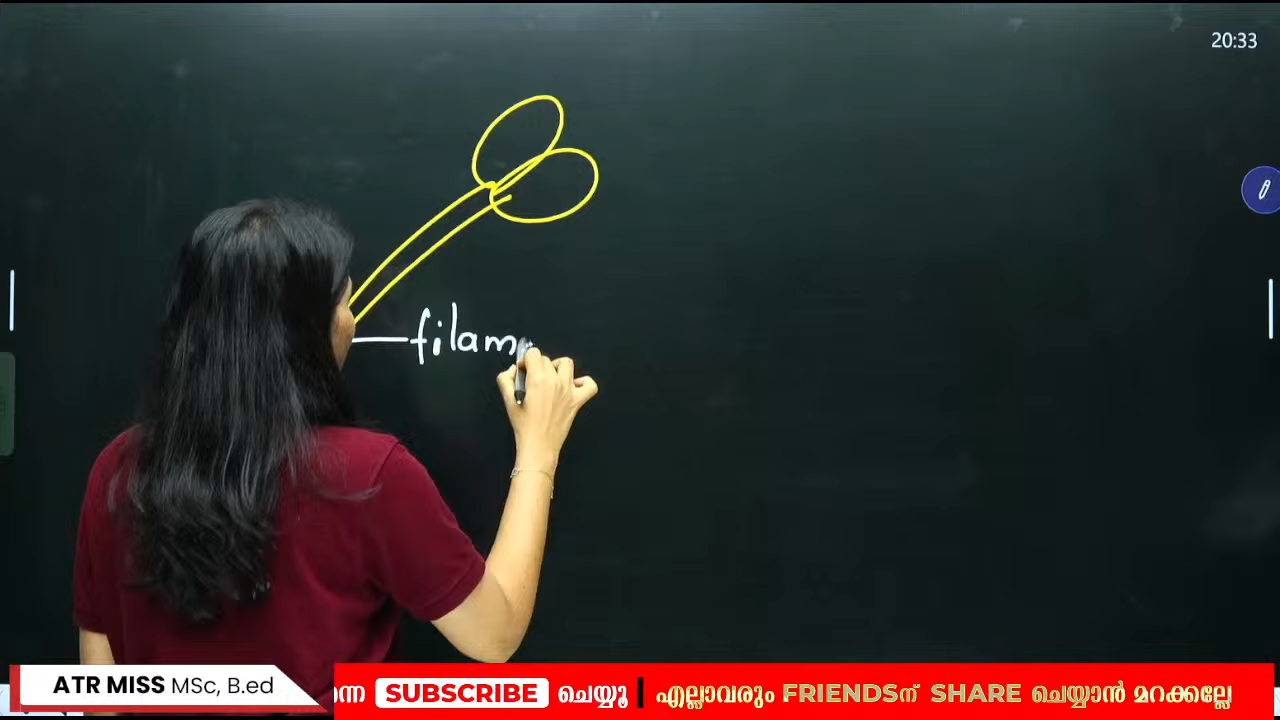 20:33
filam
ATR MISS MSc, B.ed
ന്നെ SUBSCRIBE ചെയ്യൂ | എല്ലാവരും FRIENDSന് SHARE ചെയ്യാൻ മറക്കല്ലേ